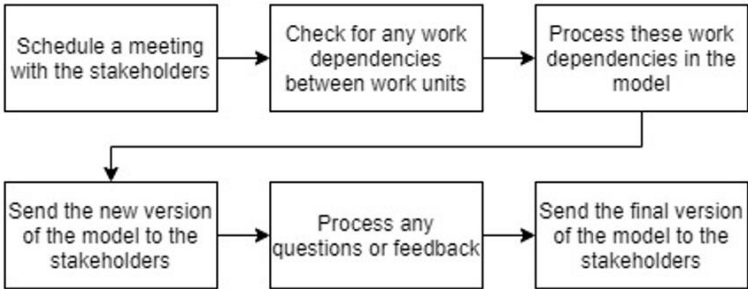 Schedule a meeting
with the stakeholders
Check for any work
dependencies
between work units
Process these work
dependencies in the
model
Send the new version
of the model to the
stakeholders
Process any
questions or feedback
Send the final version
of the model to the
stakeholders